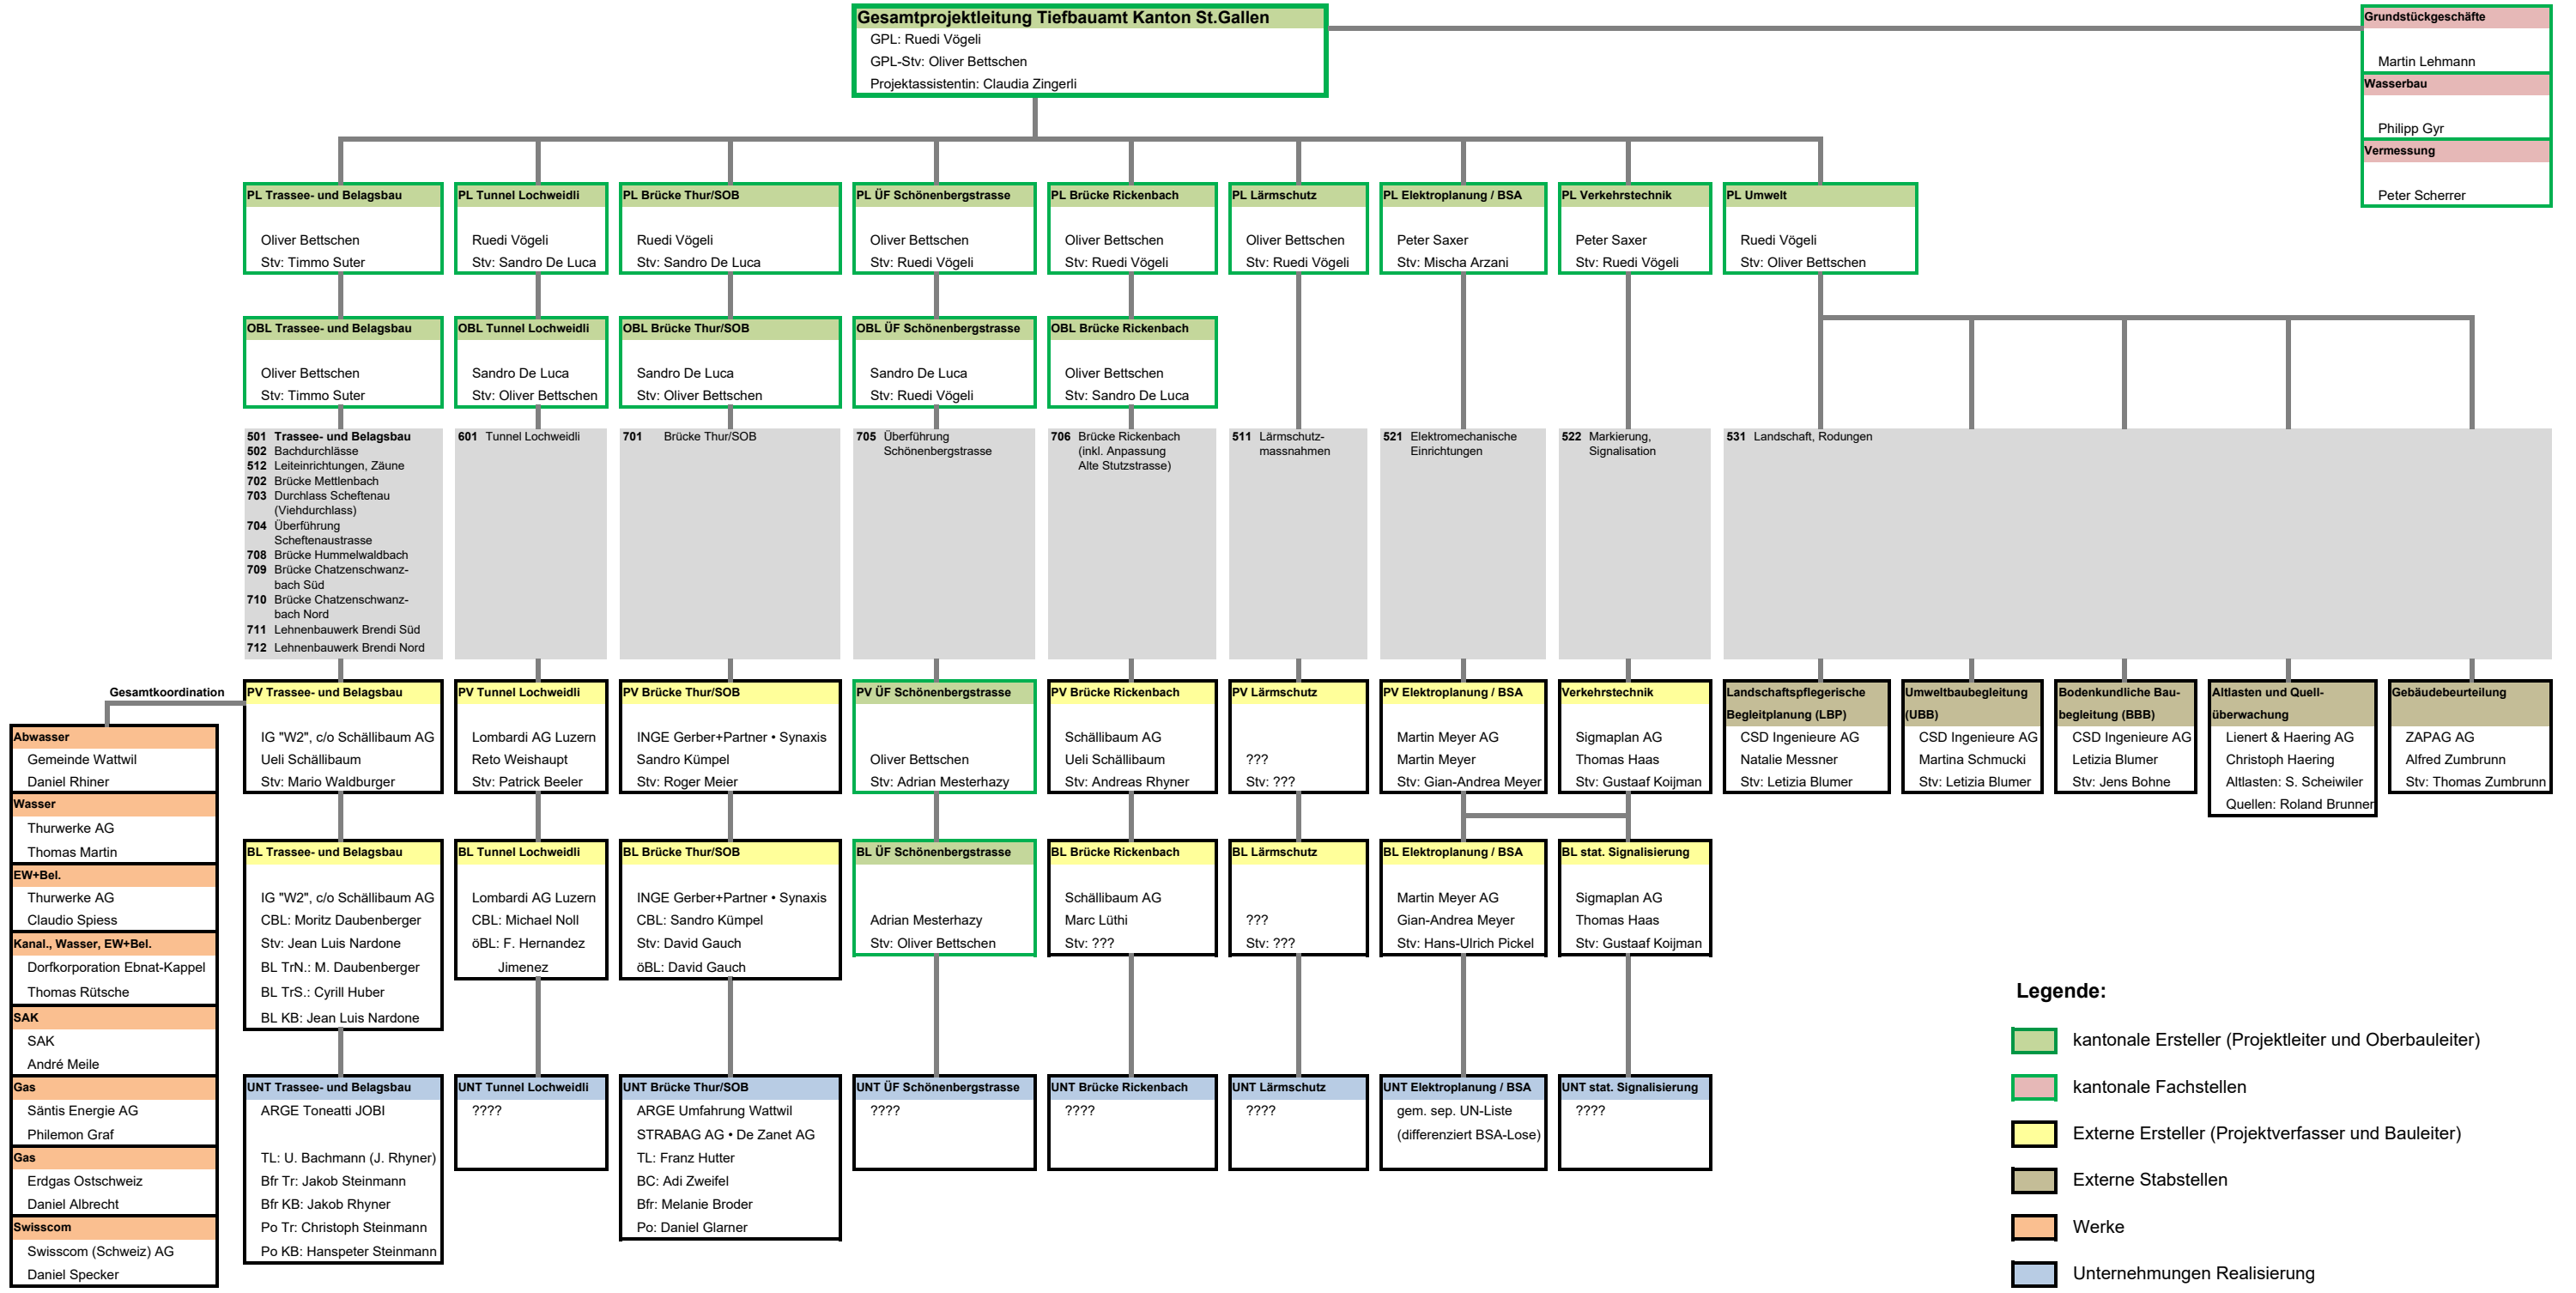 Gesamtprojektleitung Tiefbauamt Kanton St.Gallen
GPL: Ruedi Vögeli
GPL-Stv: Oliver Bettschen
Projektassistentin: Claudia Zingerli
Grundstückgeschäfte
Martin Lehmann
Wasserbau
Philipp Gyr
Vermessung
Peter Scherrer
PL Trassee- und Belagsbau
Oliver Bettschen
Stv: Timmo Suter
PL Tunnel Lochweidli
Ruedi Vögeli
Stv: Sandro De Luca
PL Brücke Thur/SOB
Ruedi Vögeli
Stv: Sandro De Luca
PL ÜF Schönenbergstrasse
Oliver Bettschen
Stv: Ruedi Vögeli
PL Brücke Rickenbach
Oliver Bettschen
Stv: Ruedi Vögeli
PL Lärmschutz
Oliver Bettschen
Stv: Ruedi Vögeli
PL Elektroplanung / BSA
Peter Saxer
Stv: Mischa Arzani
PL Verkehrstechnik
Peter Saxer
Stv: Ruedi Vögeli
PL Umwelt
Ruedi Vögeli
Stv: Oliver Bettschen
OBL Trassee- und Belagsbau
Oliver Bettschen
Stv: Timmo Suter
OBL Tunnel Lochweidli
Sandro De Luca
Stv: Oliver Bettschen
OBL Brücke Thur/SOB
Sandro De Luca
Stv: Oliver Bettschen
OBL ÜF Schönenbergstrasse
Sandro De Luca
Stv: Ruedi Vögeli
OBL Brücke Rickenbach
Oliver Bettschen
Stv: Sandro De Luca
501 Trassee- und Belagsbau
502 Bachdurchlässe
512 Leiteinrichtungen, Zäune
702 Brücke Mettlenbach
703 Durchlass Scheftenau
(Viehdurchlass)
704 Überführung
Scheftenaustrasse
708 Brücke Hummelwaldbach
709 Brücke Chatzenschwanz-
bach Süd
710 Brücke Chatzenschwanz-
bach Nord
711 Lehnenbauwerk Brendi Süd
712 Lehnenbauwerk Brendi Nord
601 Tunnel Lochweidli
701 Brücke Thur/SOB
705 Überführung
Schönenbergstrasse
706 Brücke Rickenbach
(inkl. Anpassung
Alte Stutzstrasse)
511 Lärmschutz-
massnahmen
521 Elektromechanische
Einrichtungen
522 Markierung,
Signalisation
531 Landschaft, Rodungen
Gesamtkoordination
PV Trassee- und Belagsbau
IG "W2", c/o Schällibaum AG
Ueli Schällibaum
Stv: Mario Waldburger
PV Tunnel Lochweidli
Lombardi AG Luzern
Reto Weishaupt
Stv: Patrick Beeler
PV Brücke Thur/SOB
INGE Gerber+Partner • Synaxis
Sandro Kümpel
Stv: Roger Meier
PV ÜF Schönenbergstrasse
Oliver Bettschen
Stv: Adrian Mesterhazy
PV Brücke Rickenbach
Schällibaum AG
Ueli Schällibaum
Stv: Andreas Rhyner
PV Lärmschutz
???
Stv: ???
PV Elektroplanung / BSA
Martin Meyer AG
Martin Meyer
Stv: Gian-Andrea Meyer
Verkehrstechnik
Sigmaplan AG
Thomas Haas
Stv: Gustaaf Koijman
Landschaftspflegerische
Begleitplanung (LBP)
CSD Ingenieure AG
Natalie Messner
Stv: Letizia Blumer
Umweltbaubegleitung
(UBB)
CSD Ingenieure AG
Martina Schmucki
Stv: Letizia Blumer
Bodenkundliche Bau-
begleitung (BBB)
CSD Ingenieure AG
Letizia Blumer
Stv: Jens Bohne
Altlasten und Quell-
überwachung
Lienert & Haering AG
Christoph Haering
Altlasten: S. Scheiwiler
Quellen: Roland Brunner
Gebäudebeurteilung
ZAPAG AG
Alfred Zumbrunn
Stv: Thomas Zumbrunn
Abwasser
Gemeinde Wattwil
Daniel Rhiner
Wasser
Thurwerke AG
Thomas Martin
EW+Bel.
Thurwerke AG
Claudio Spiess
Kanal., Wasser, EW+Bel.
Dorfkorporation Ebnat-Kappel
Thomas Rütsche
SAK
SAK
André Meile
Gas
Säntis Energie AG
Philemon Graf
Gas
Erdgas Ostschweiz
Daniel Albrecht
Swisscom
Swisscom (Schweiz) AG
Daniel Specker
BL Trassee- und Belagsbau
IG "W2", c/o Schällibaum AG
CBL: Moritz Daubenberger
Stv: Jean Luis Nardone
BL TrN.: M. Daubenberger
BL TrS.: Cyrill Huber
BL KB: Jean Luis Nardone
BL Tunnel Lochweidli
Lombardi AG Luzern
CBL: Michael Noll
öBL: F. Hernandez
Jimenez
BL Brücke Thur/SOB
INGE Gerber+Partner • Synaxis
CBL: Sandro Kümpel
Stv: David Gauch
öBL: David Gauch
BL ÜF Schönenbergstrasse
Adrian Mesterhazy
Stv: Oliver Bettschen
BL Brücke Rickenbach
Schällibaum AG
Marc Lüthi
Stv: ???
BL Lärmschutz
???
Stv: ???
BL Elektroplanung / BSA
Martin Meyer AG
Gian-Andrea Meyer
Stv: Hans-Ulrich Pickel
BL stat. Signalisierung
Sigmaplan AG
Thomas Haas
Stv: Gustaaf Koijman
UNT Trassee- und Belagsbau
ARGE Toneatti JOBI
TL: U. Bachmann (J. Rhyner)
Bfr Tr: Jakob Steinmann
Bfr KB: Jakob Rhyner
Po Tr: Christoph Steinmann
Po KB: Hanspeter Steinmann
UNT Tunnel Lochweidli
????
UNT Brücke Thur/SOB
ARGE Umfahrung Wattwil
STRABAG AG • De Zanet AG
TL: Franz Hutter
BC: Adi Zweifel
Bfr: Melanie Broder
Po: Daniel Glarner
UNT ÜF Schönenbergstrasse
????
UNT Brücke Rickenbach
????
UNT Lärmschutz
????
UNT Elektroplanung / BSA
gem. sep. UN-Liste
(differenziert BSA-Lose)
UNT stat. Signalisierung
????
Legende:
kantonale Ersteller (Projektleiter und Oberbauleiter)
kantonale Fachstellen
Externe Ersteller (Projektverfasser und Bauleiter)
Externe Stabstellen
Werke
Unternehmungen Realisierung